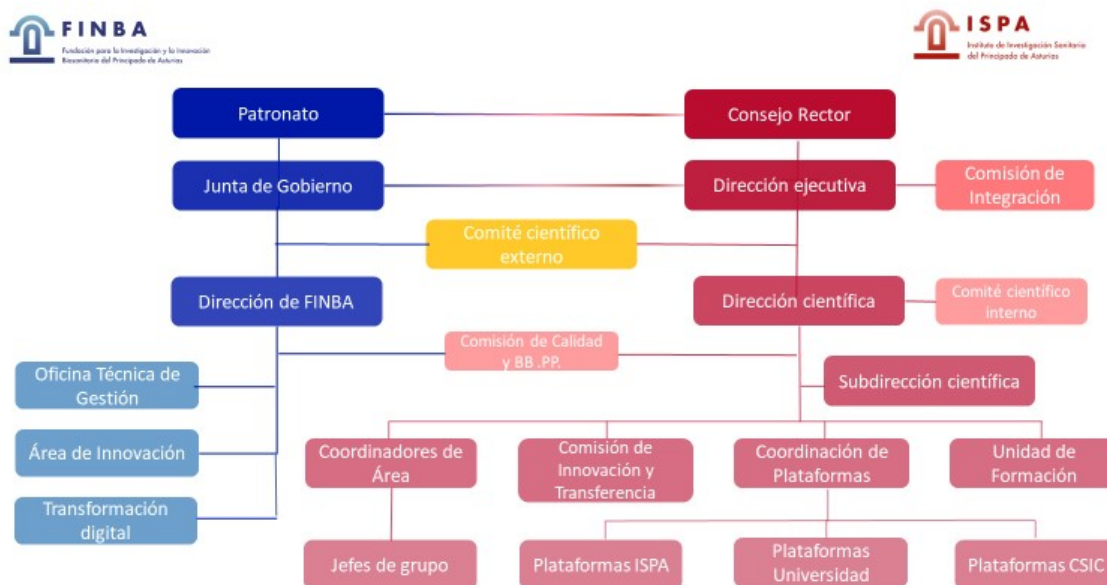 FINBA
Fundación para la Investigación y la Innovación
Biosanitaria del Principado de Asturias
ISPA
Instituto de Investigación Sanitaria
del Principado de Asturias
Patronato
Consejo Rector
Junta de Gobierno
Dirección ejecutiva
Comisión de
Integración
Comité científico
externo
Dirección de FINBA
Dirección científica
Comité científico
interno
Comisión de Calidad
y BB .PP.
Oficina Técnica de
Gestión
Subdirección científica
Área de Innovación
Coordinadores de
Área
Comisión de
Innovación y
Transferencia
Coordinación de
Plataformas
Unidad de
Formación
Transformación
digital
Jefes de grupo
Plataformas ISPA
Plataformas
Universidad
Plataformas CSIC